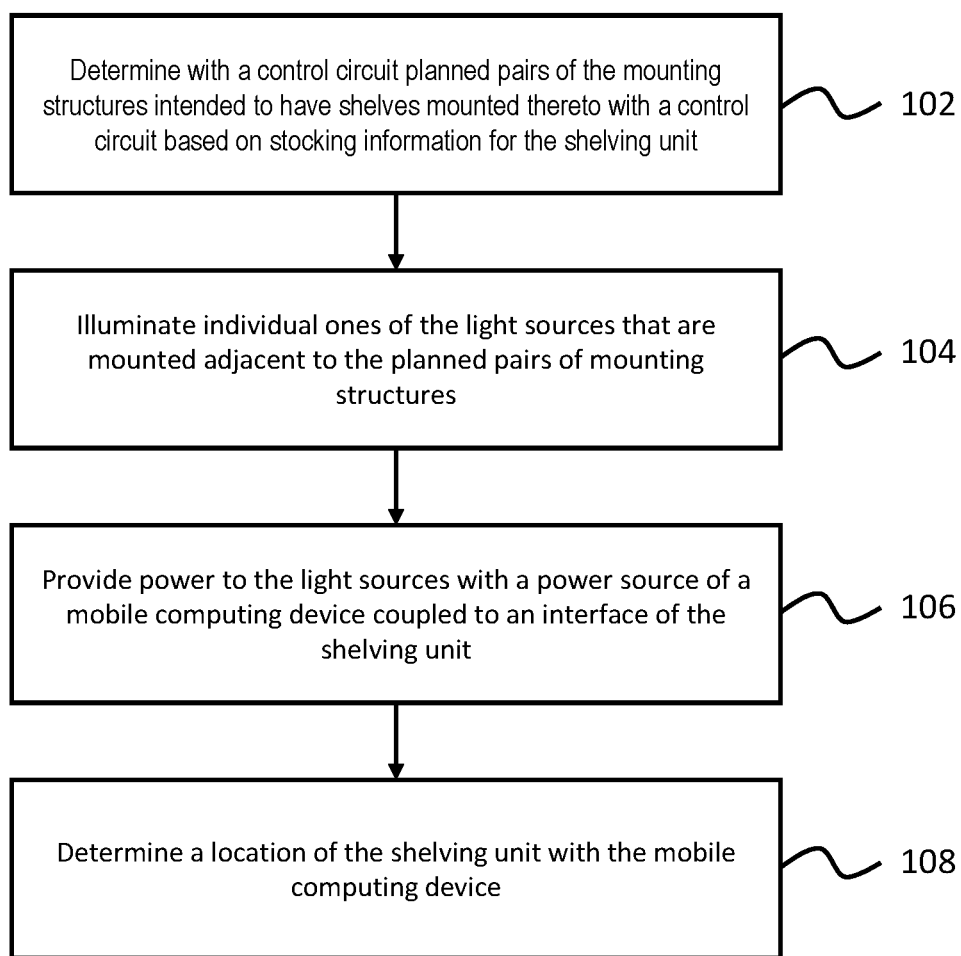 Determine with a control circuit planned pairs of the mounting
structures intended to have shelves mounted thereto with a control
circuit based on stocking information for the shelving unit
102
Illuminate individual ones of the light sources that are
mounted adjacent to the planned pairs of mounting
structures
104
Provide power to the light sources with a power source of a
mobile computing device coupled to an interface of the
shelving unit
106
Determine a location of the shelving unit with the mobile
computing device
108